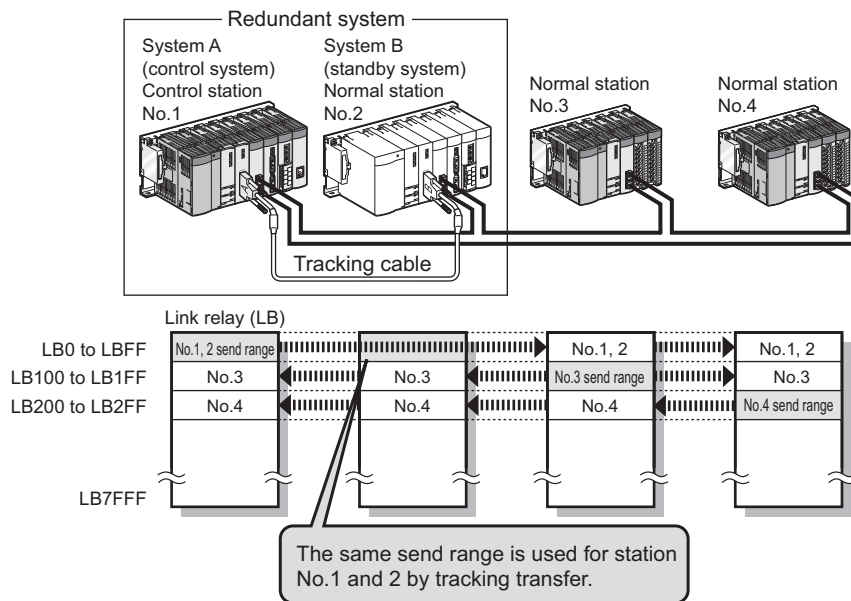 Redundant system
System A
(control system)
Control station
No.1
System B
(standby system)
Normal station
No.2
Normal station
No.3
Normal station
No.4
Tracking cable
Link relay (LB)
LB0 to LBFF
No.1, 2 send range
No.1, 2
No.1, 2
LB100 to LB1FF
No.3
No.3
No.3 send range
No.3
LB200 to LB2FF
No.4
No.4
No.4
No.4 send range
LB7FFF
The same send range is used for station
No.1 and 2 by tracking transfer.